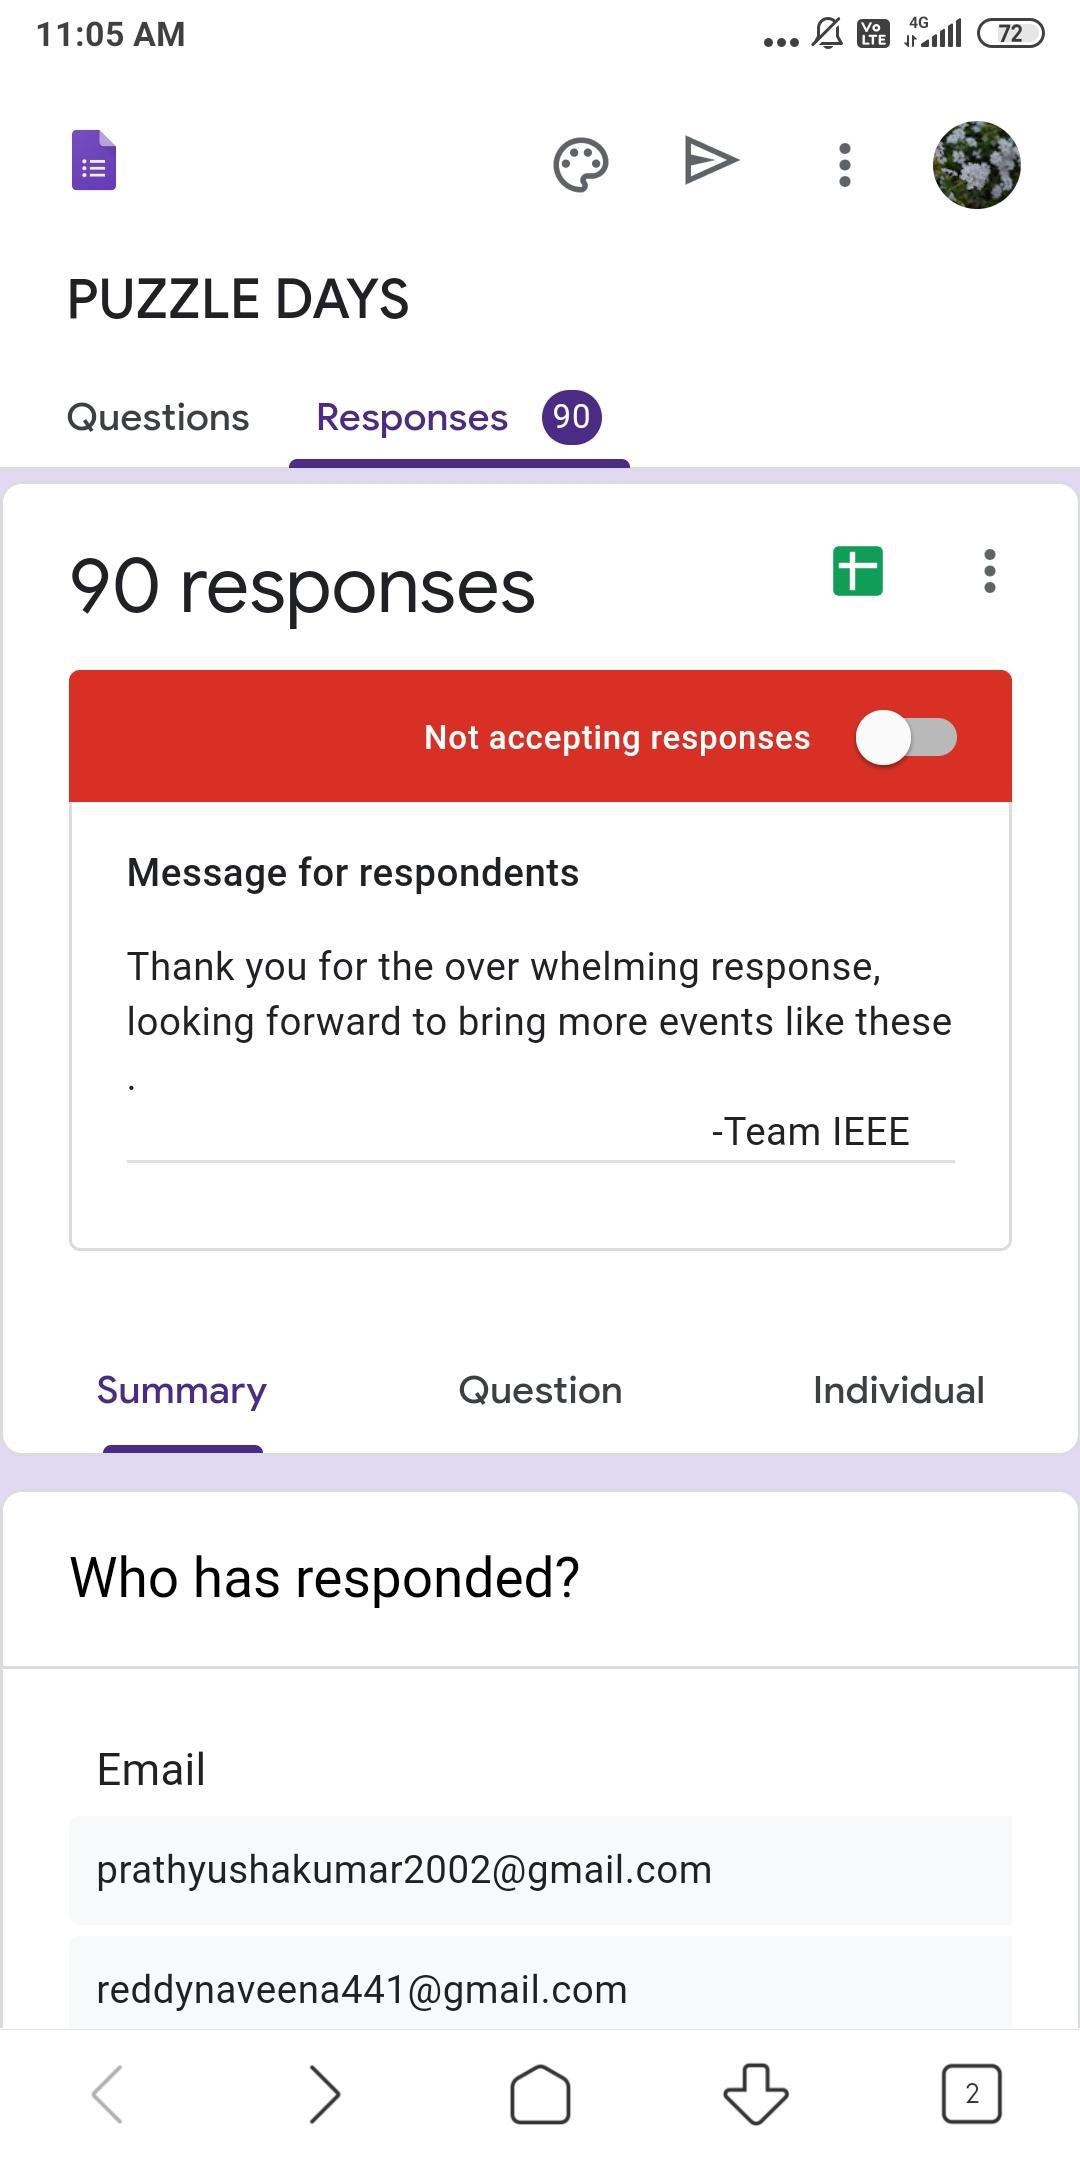 11:05 AM
Vo LTE
4G
72
PUZZLE DAYS
Questions
Responses
90
90 responses
Not accepting responses
Message for respondents
Thank you for the over whelming response,
looking forward to bring more events like these
.
-Team IEEE
Summary
Question
Individual
Who has responded?
Email
prathyushakumar2002@gmail.com
reddynaveena441@gmail.com
2